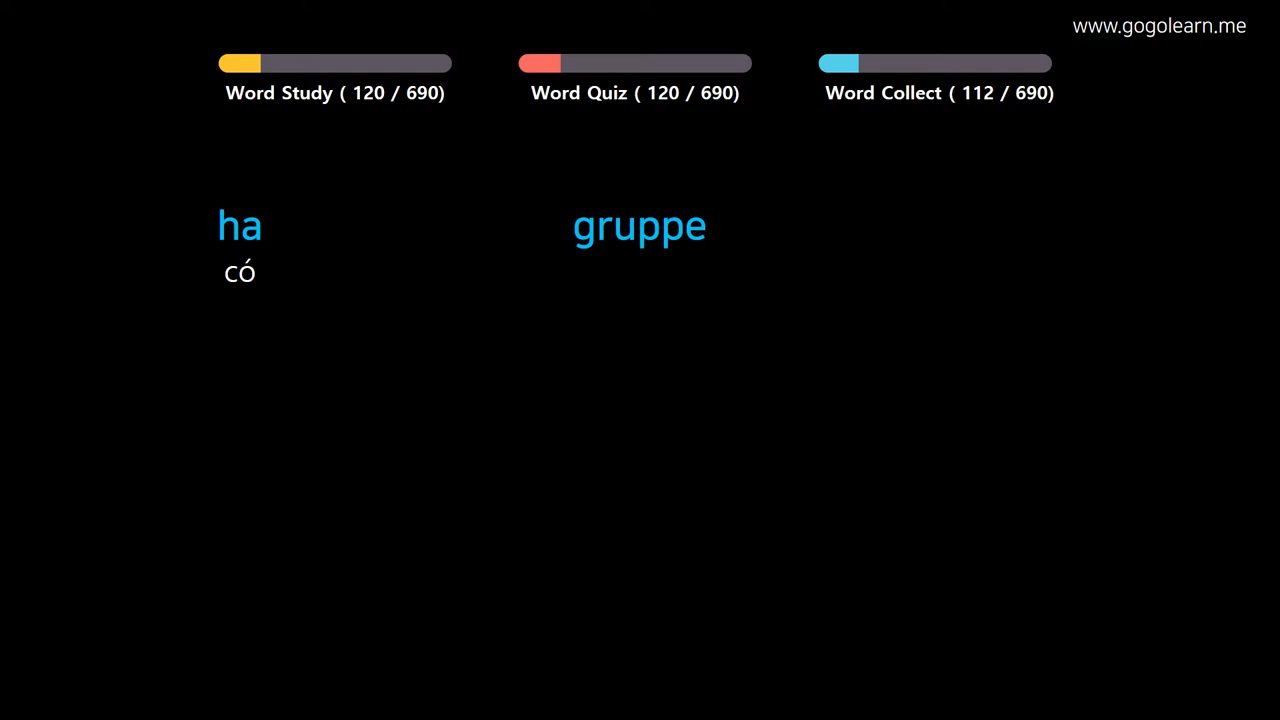 www.gogolearn.me
Word Study ( 120 / 690)
Word Quiz ( 120 / 690)
Word Collect ( 112 / 690)
ha
có
gruppe